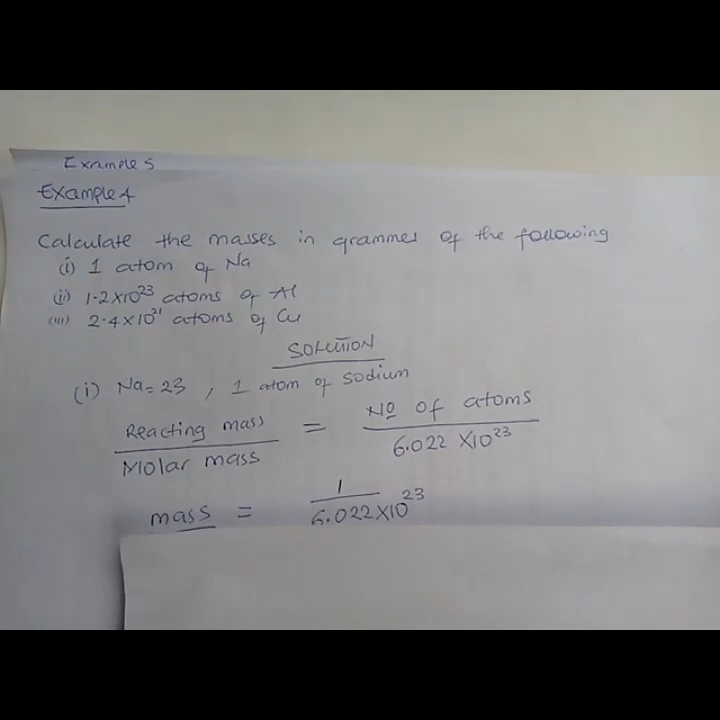 Example 5
Example 4
Calculate the masses in grammes of the following
(i) 1 atom of Na
(ii) 1.2×10²³ atoms of Al
(iii) 2.4×10²¹ atoms of Cu
SOLUTION
(i) Na = 23 , 1 atom of sodium
Reacting mass / Molar mass = No of atoms / 6.022 ×10²³
mass = 1 / 6.022×10²³